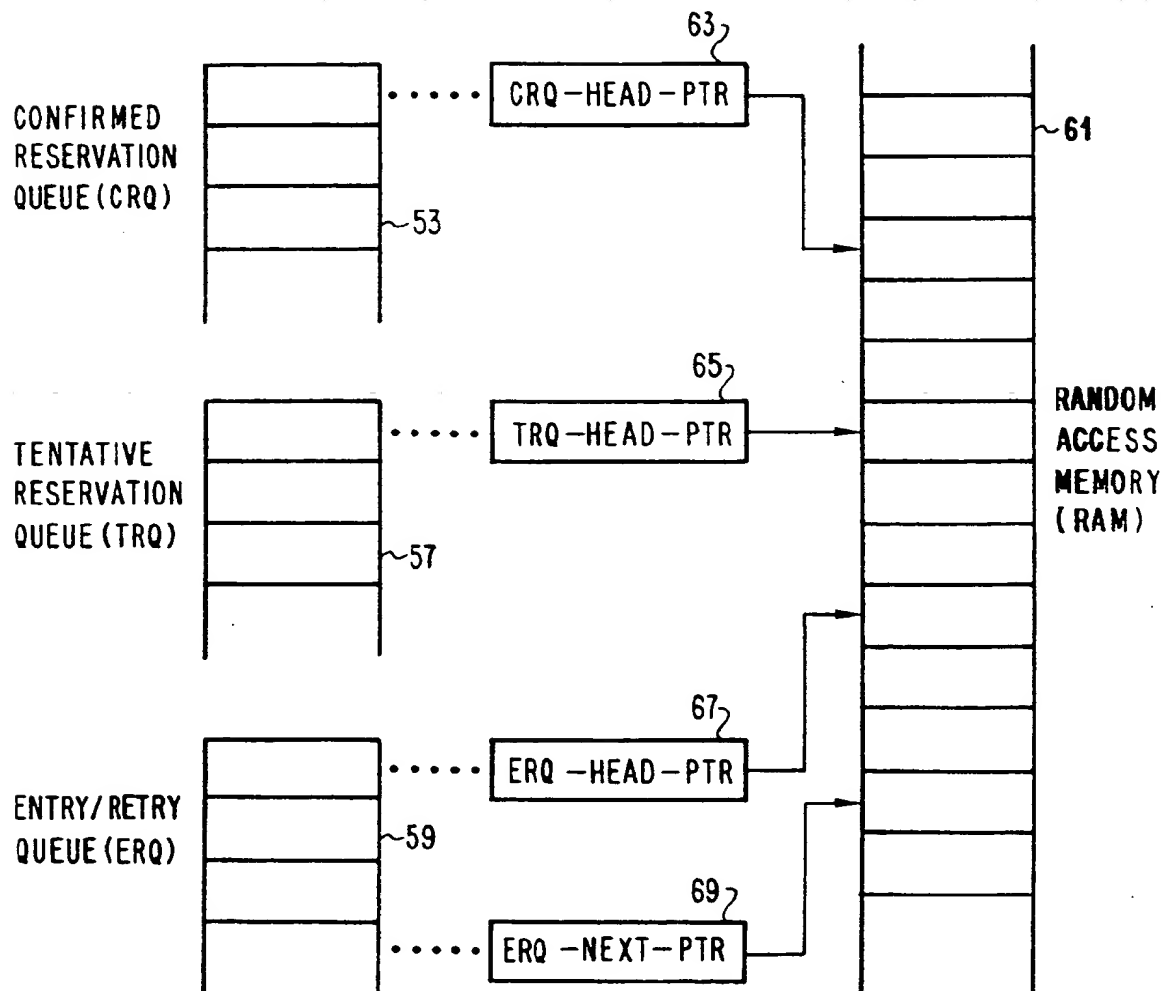 63
CRQ-HEAD-PTR
CONFIRMED
RESERVATION
QUEUE(CRQ)
61
53
65
TRQ-HEAD-PTR
TENTATIVE
RESERVATION
QUEUE(TRQ)
RANDOM
ACCESS
MEMORY
(RAM)
57
67
ERQ-HEAD-PTR
ENTRY/RETRY
QUEUE(ERQ)
59
69
ERQ-NEXT-PTR